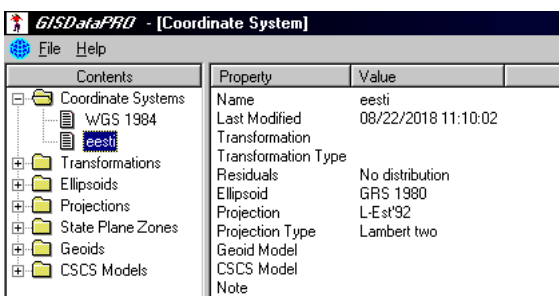 GISDataPRO - [Coordinate System]
File Help
Contents
Coordinate Systems
WGS 1984
eesti
Transformations
Ellipsoids
Projections
State Plane Zones
Geoids
CSCS Models
Property Value
Name eesti
Last Modified 08/22/2018 11:10:02
Transformation
Transformation Type
Residuals No distribution
Ellipsoid GRS 1980
Projection L-Est'92
Projection Type Lambert two
Geoid Model
CSCS Model
Note